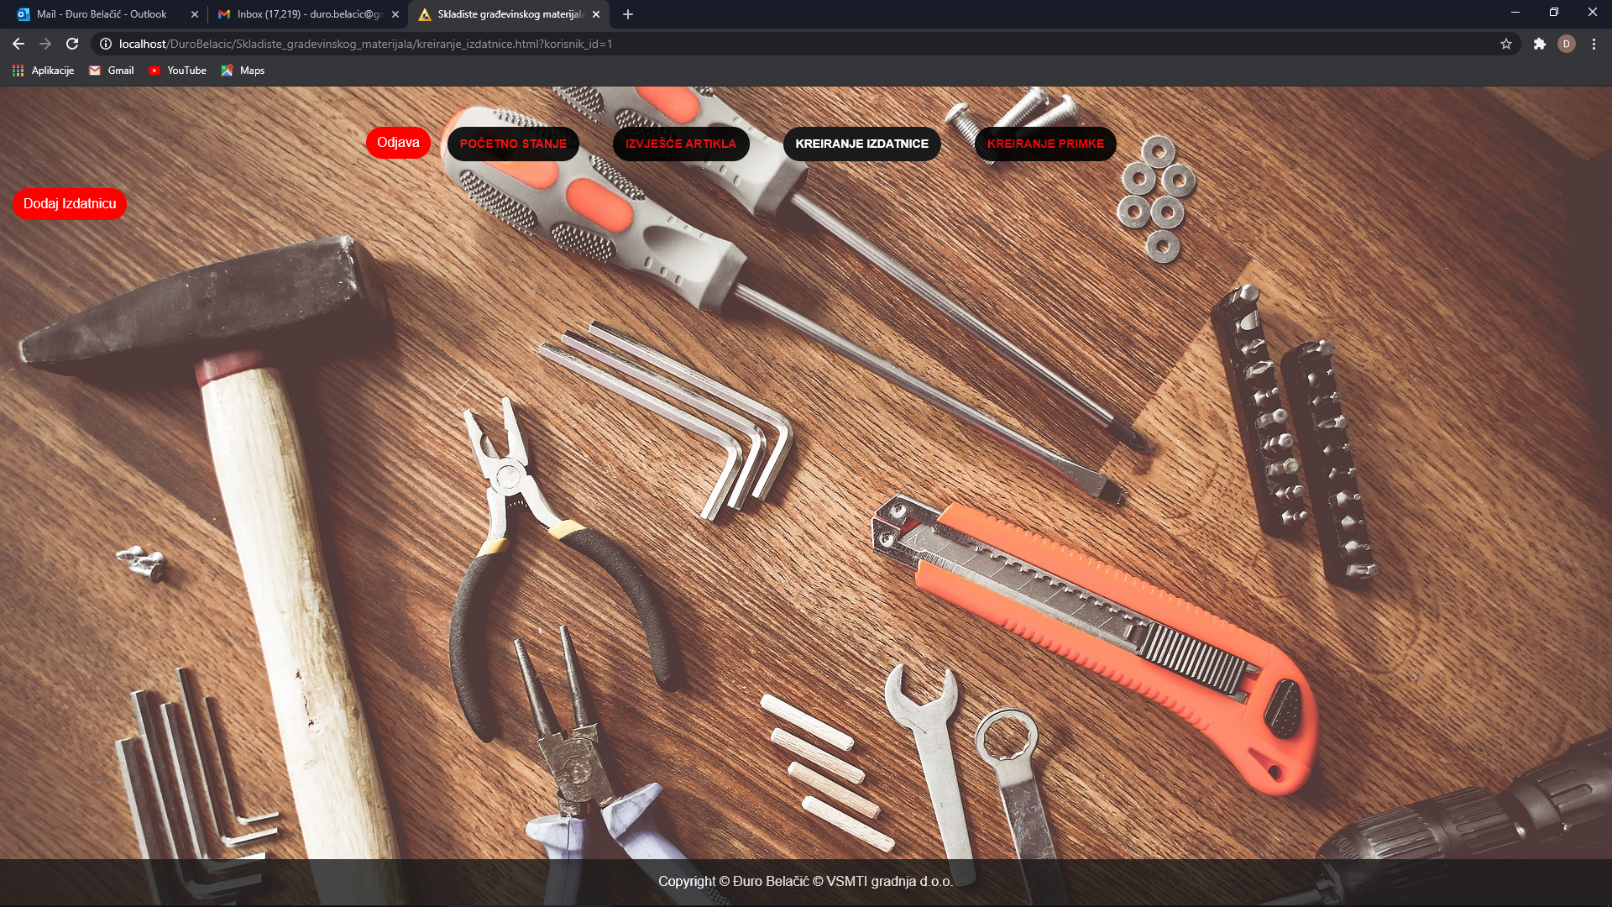 Mail - Đuro Belačić - Outlook
Inbox (17,219) - duro.belacic@gr
Skladiste građevinskog materijala
localhost/DuroBelacic/Skladiste_gradevinskog_materijala/kreiranje_izdatnice.html?korisnik_id=1
D
Aplikacije
Gmail
YouTube
Maps
Odjava
POČETNO STANJE
IZVJEŠĆE ARTIKLA
KREIRANJE IZDATNICE
KREIRANJE PRIMKE
Dodaj Izdatnicu
Copyright © Đuro Belačić © VSMTI gradnja d.o.o.